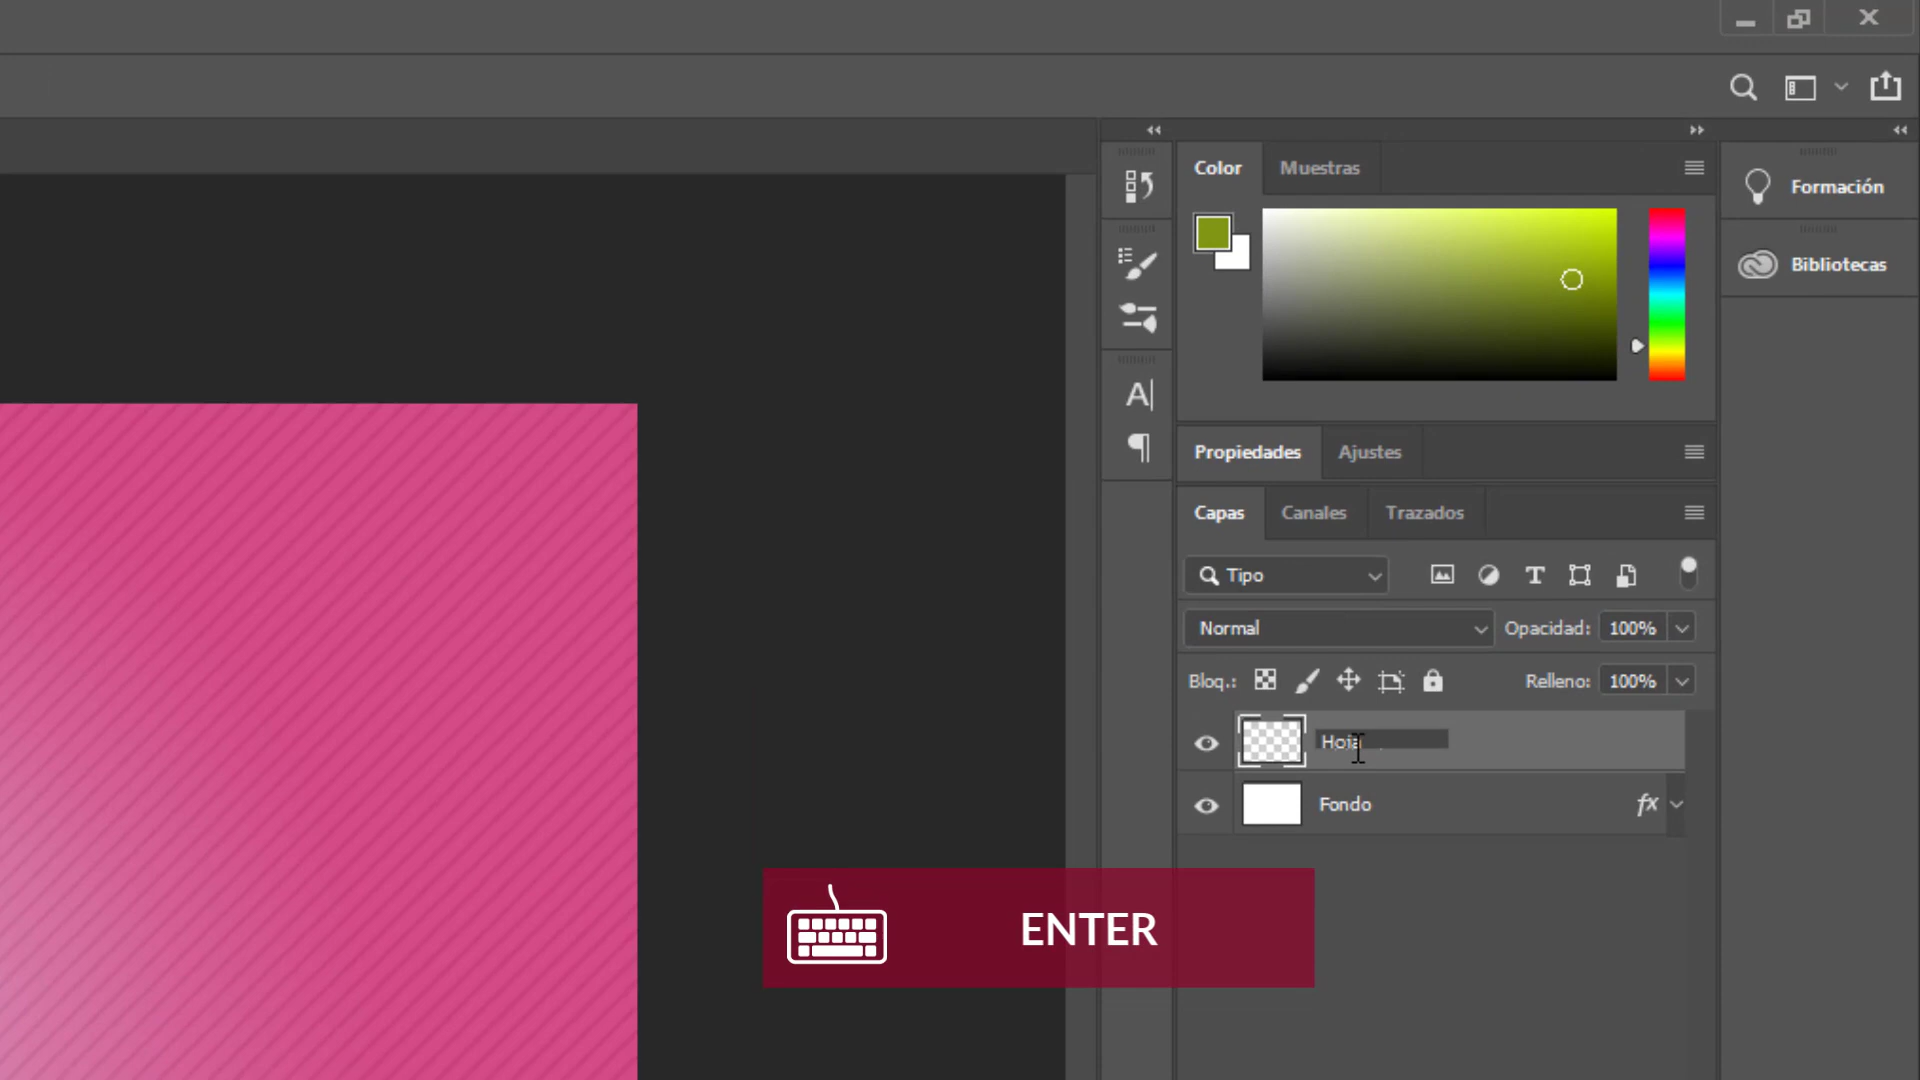 Color Muestras
Formación
Bibliotecas
A
Propiedades Ajustes
Capas Canales Trazados
Tipo
T
Normal Opacidad: 100%
Bloq.: Relleno: 100%
Hoja
Fondo fx
ENTER